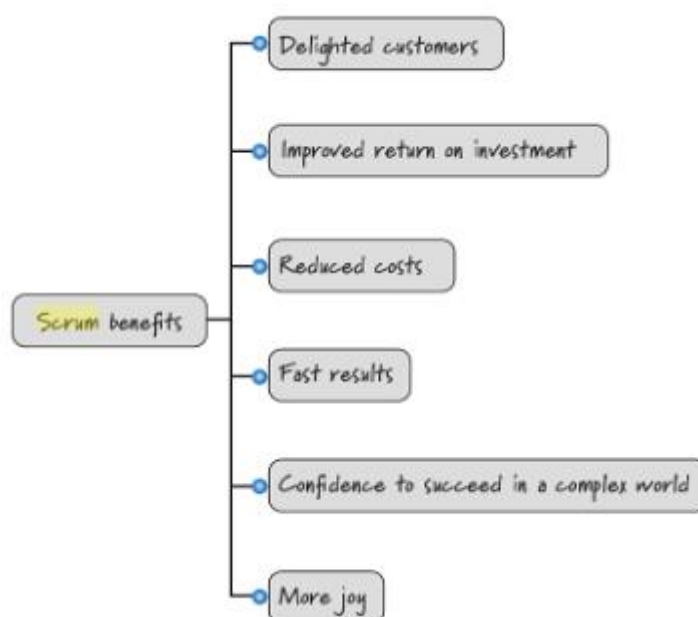 Delighted customers
Improved return on investment
Reduced costs
Scrum benefits
Fast results
Confidence to succeed in a complex world
More joy